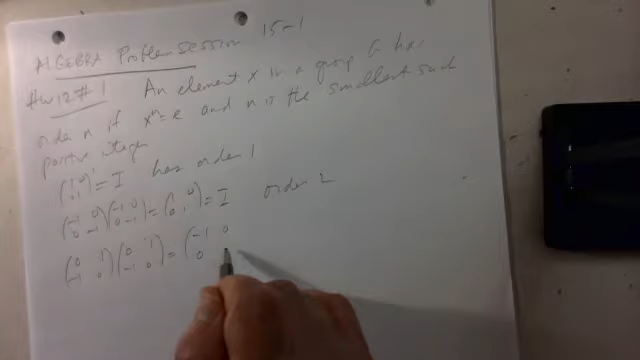 ALGEBRA Problem Session 15-1
HW12 #1 An element x in a group G has
order n if xⁿ=e and n is the smallest such
positive integer
(1 0; 0 1)¹ = I has order 1
(-1 0; 0 -1)(-1 0; 0 -1) = (1 0; 0 1) = I order 2
(0 1; -1 0)(0 1; -1 0) = (-1 0; 0